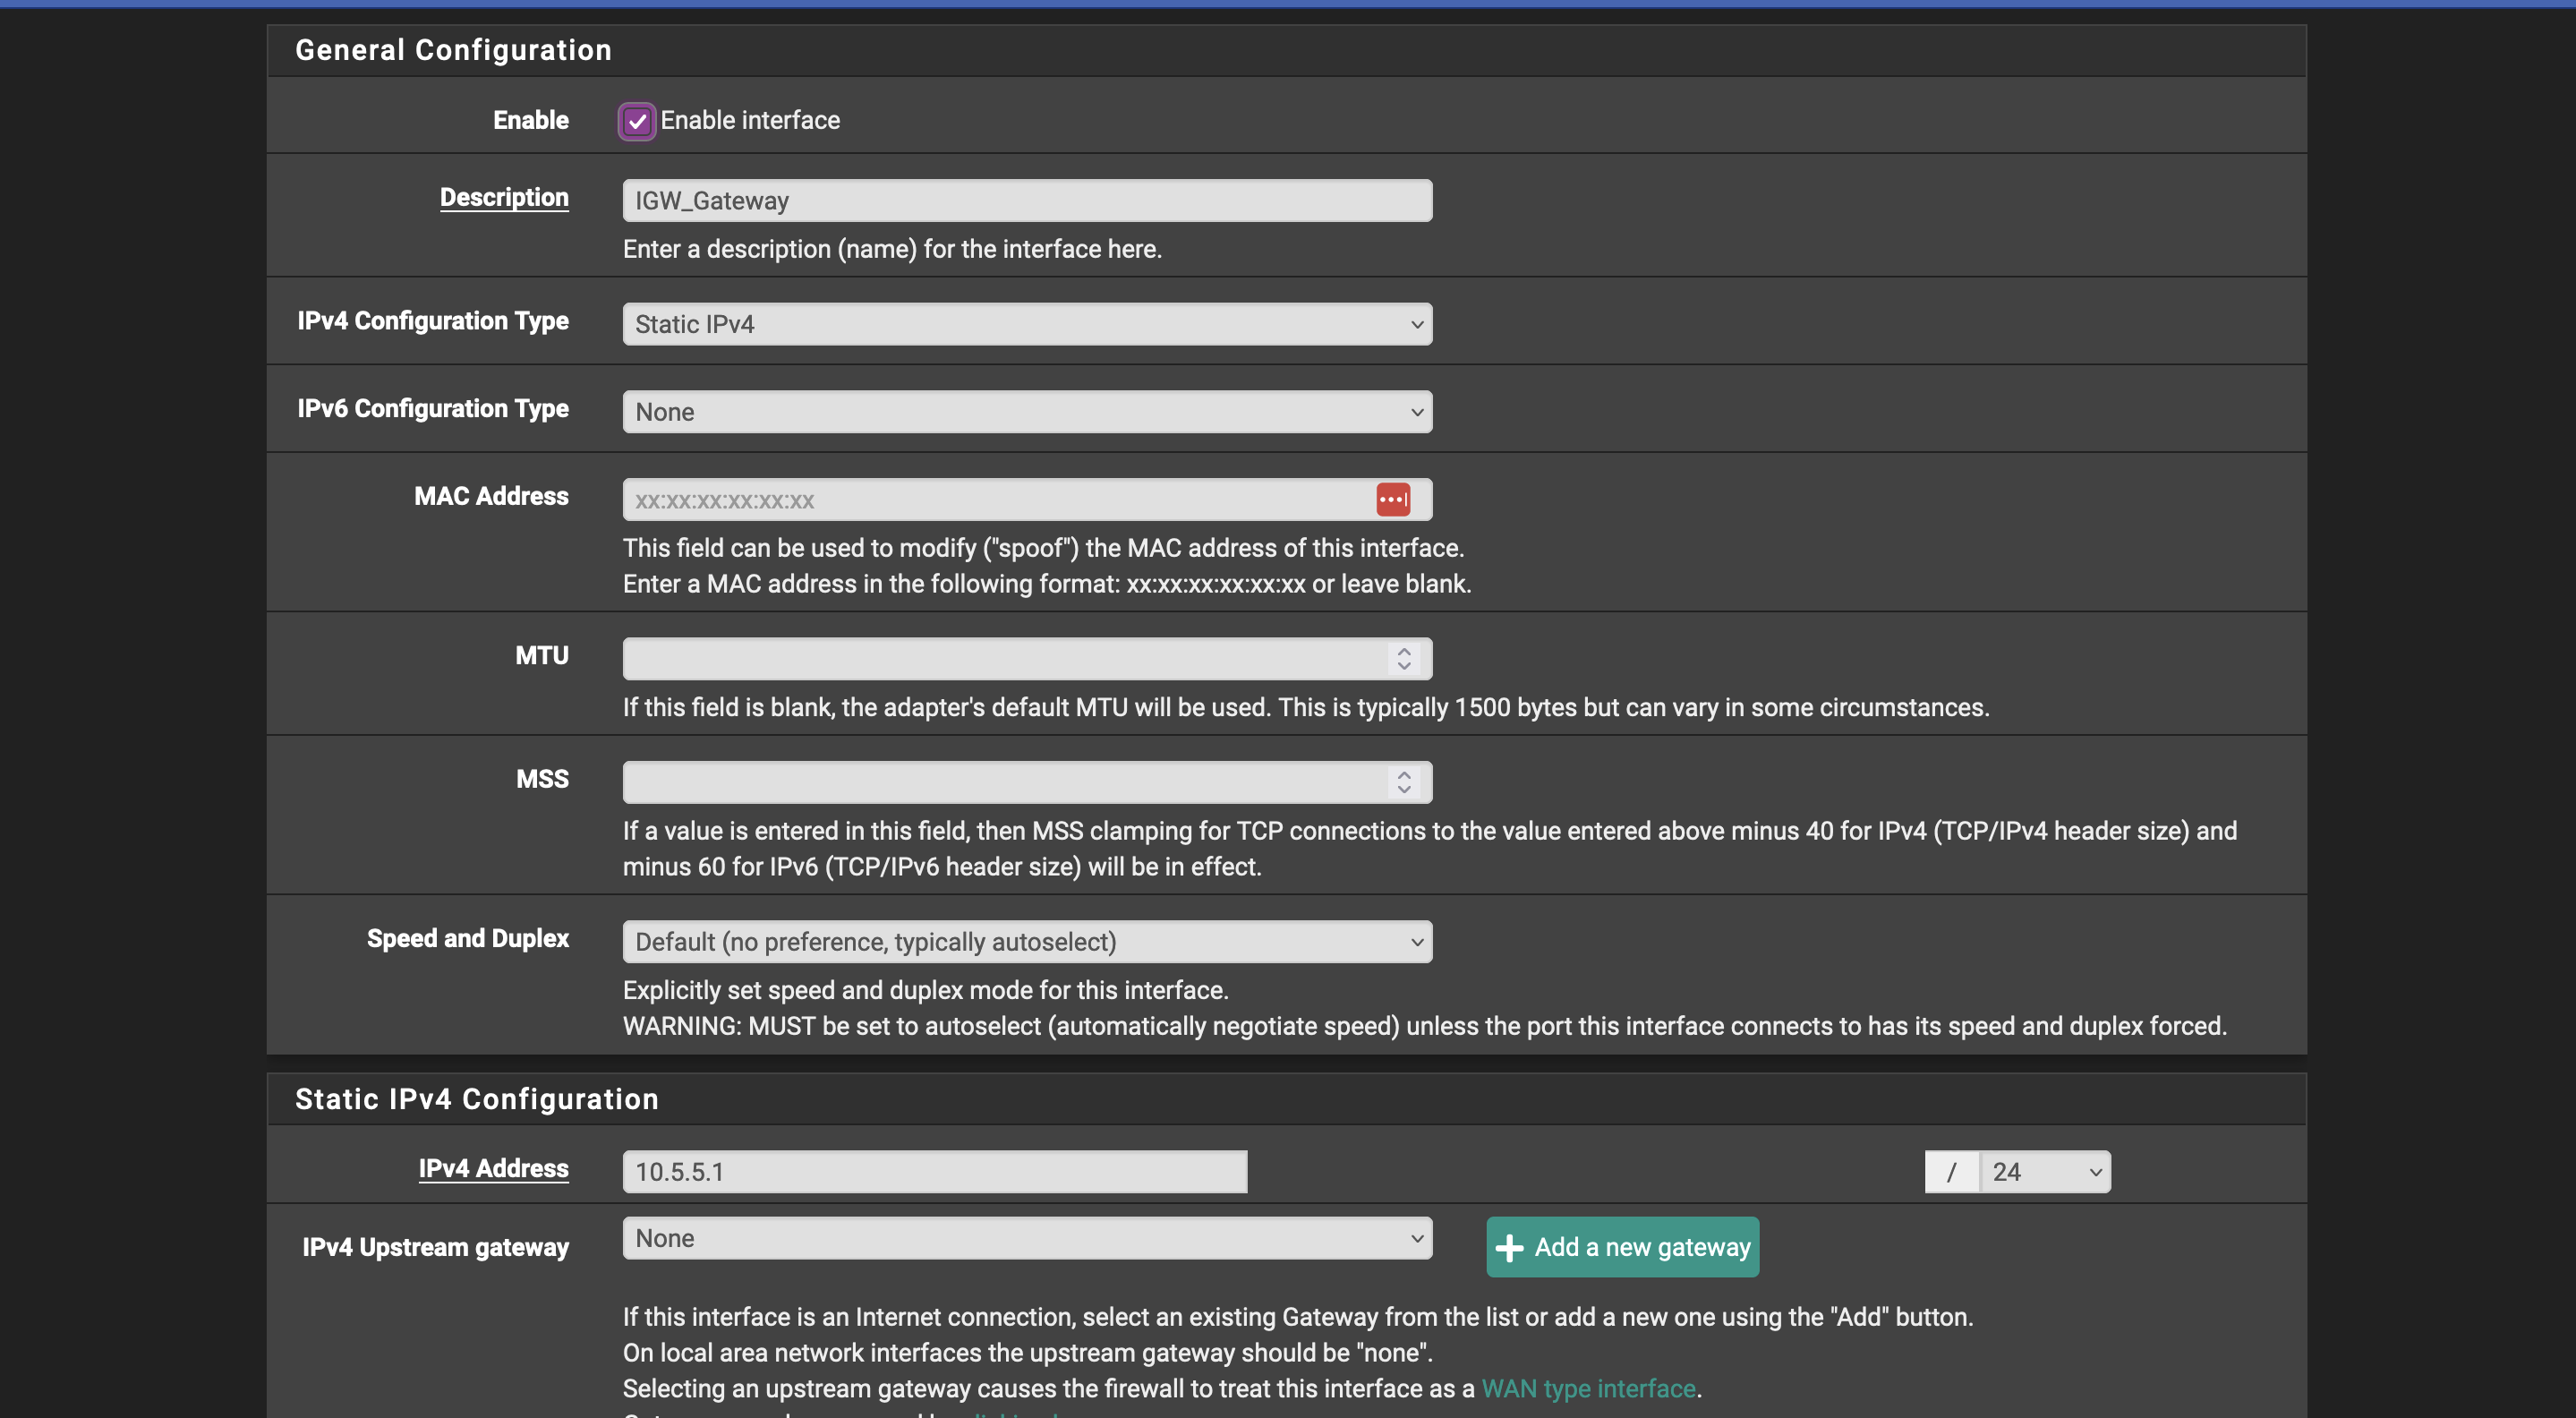 General Configuration
Enable
Enable interface
Description
IGW_Gateway
Enter a description (name) for the interface here.
IPv4 Configuration Type
Static IPv4
IPv6 Configuration Type
None
MAC Address
xx:xx:xx:xx:xx:xx
This field can be used to modify ("spoof") the MAC address of this interface.
Enter a MAC address in the following format: xx:xx:xx:xx:xx:xx or leave blank.
MTU
If this field is blank, the adapter's default MTU will be used. This is typically 1500 bytes but can vary in some circumstances.
MSS
If a value is entered in this field, then MSS clamping for TCP connections to the value entered above minus 40 for IPv4 (TCP/IPv4 header size) and
minus 60 for IPv6 (TCP/IPv6 header size) will be in effect.
Speed and Duplex
Default (no preference, typically autoselect)
Explicitly set speed and duplex mode for this interface.
WARNING: MUST be set to autoselect (automatically negotiate speed) unless the port this interface connects to has its speed and duplex forced.
Static IPv4 Configuration
IPv4 Address
10.5.5.1
/ 24
IPv4 Upstream gateway
None
Add a new gateway
If this interface is an Internet connection, select an existing Gateway from the list or add a new one using the "Add" button.
On local area network interfaces the upstream gateway should be "none".
Selecting an upstream gateway causes the firewall to treat this interface as a WAN type interface.